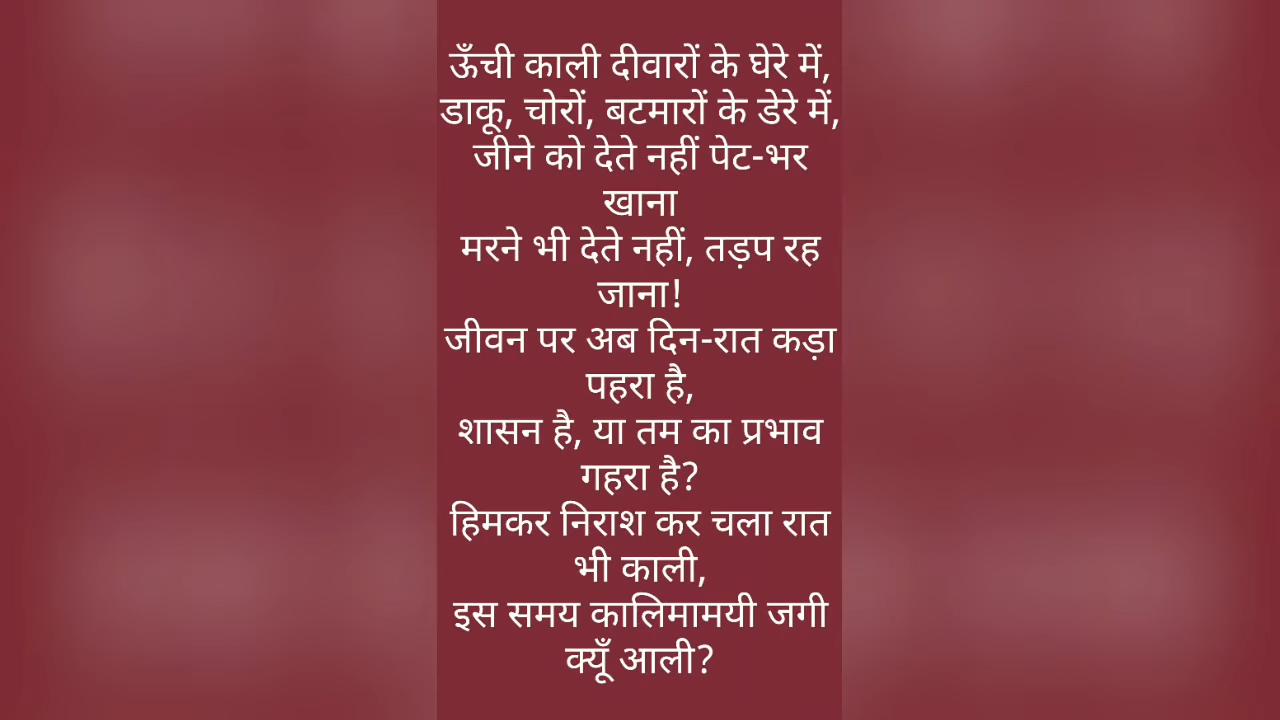 ऊँची काली दीवारों के घेरे में,
डाकू, चोरों, बटमारों के डेरे में,
जीने को देते नहीं पेट-भर
खाना
मरने भी देते नहीं, तड़प रह
जाना!
जीवन पर अब दिन-रात कड़ा
पहरा है,
शासन है, या तम का प्रभाव
गहरा है?
हिमकर निराश कर चला रात
भी काली,
इस समय कालिमामयी जगी
क्यूँ आली?